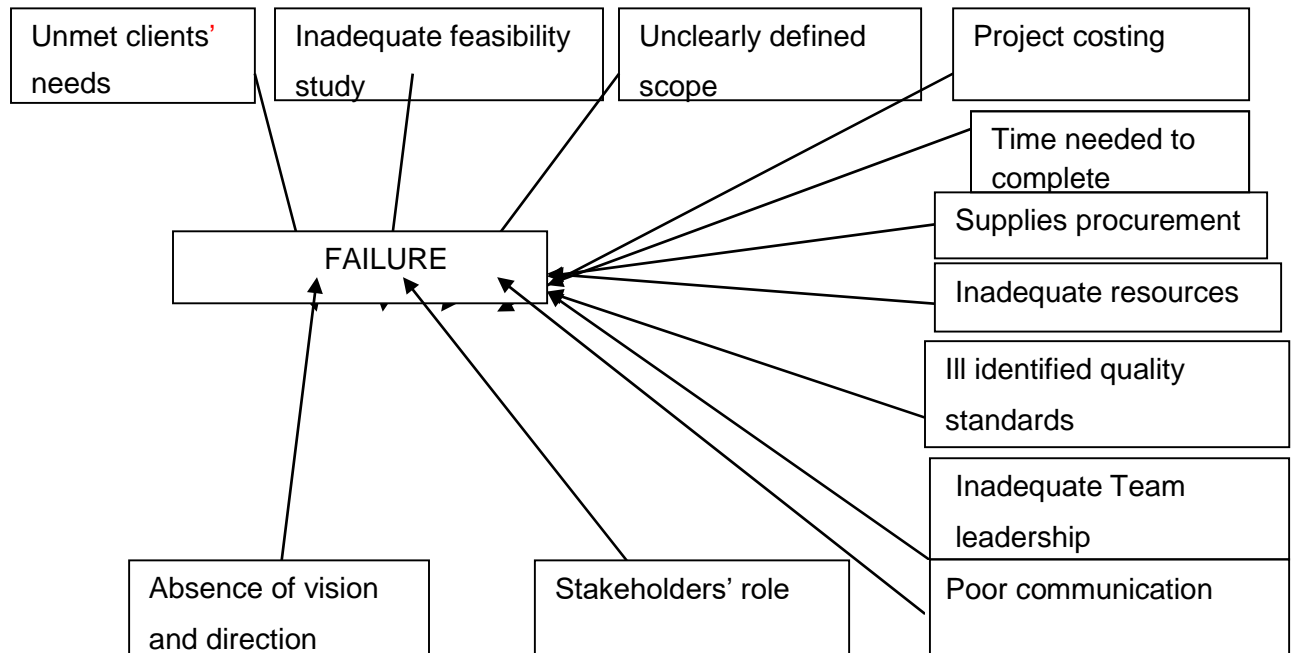 Unmet clients’
needs
Inadequate feasibility
study
Unclearly defined
scope
Project costing
Time needed to
complete
Supplies procurement
FAILURE
Inadequate resources
Ill identified quality
standards
Inadequate Team
leadership
Absence of vision
and direction
Stakeholders’ role
Poor communication